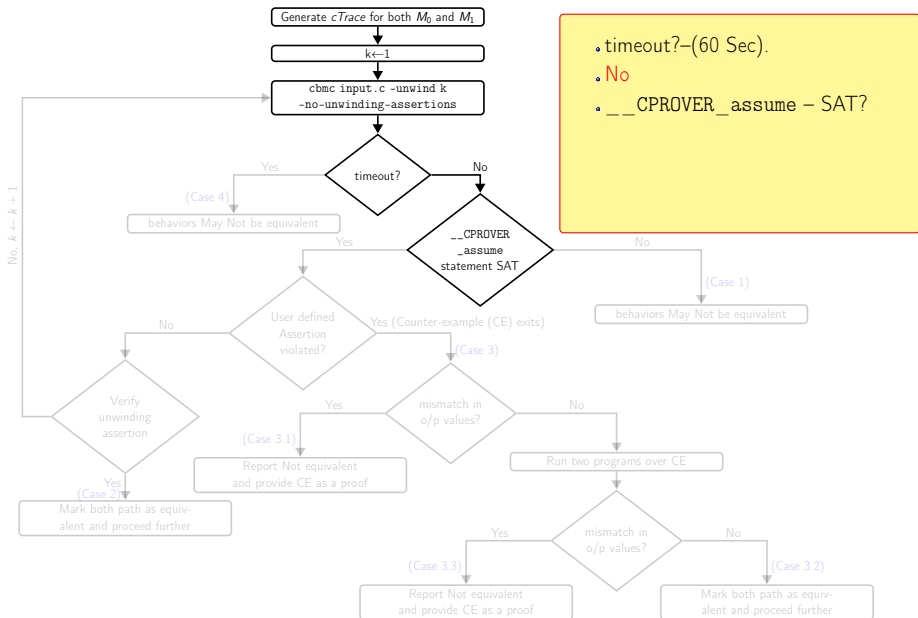 Generate cTrace for both M₀ and M₁
k←1
cbmc input.c -unwind k
-no-unwinding-assertions
timeout?–(60 Sec).
No
__CPROVER_assume – SAT?
timeout?
Yes
No
(Case 4)
behaviors May Not be equivalent
__CPROVER
_assume
statement SAT
Yes
No
(Case 1)
behaviors May Not be equivalent
No, k ← k + 1
User defined
Assertion
violated?
No
Yes (Counter-example (CE) exits)
(Case 3)
Verify
unwinding
assertion
Yes
(Case 2)
Mark both path as equiv-
alent and proceed further
mismatch in
o/p values?
Yes
No
(Case 3.1)
Report Not equivalent
and provide CE as a proof
Run two programs over CE
mismatch in
o/p values?
Yes
No
(Case 3.3)
(Case 3.2)
Report Not equivalent
and provide CE as a proof
Mark both path as equiv-
alent and proceed further